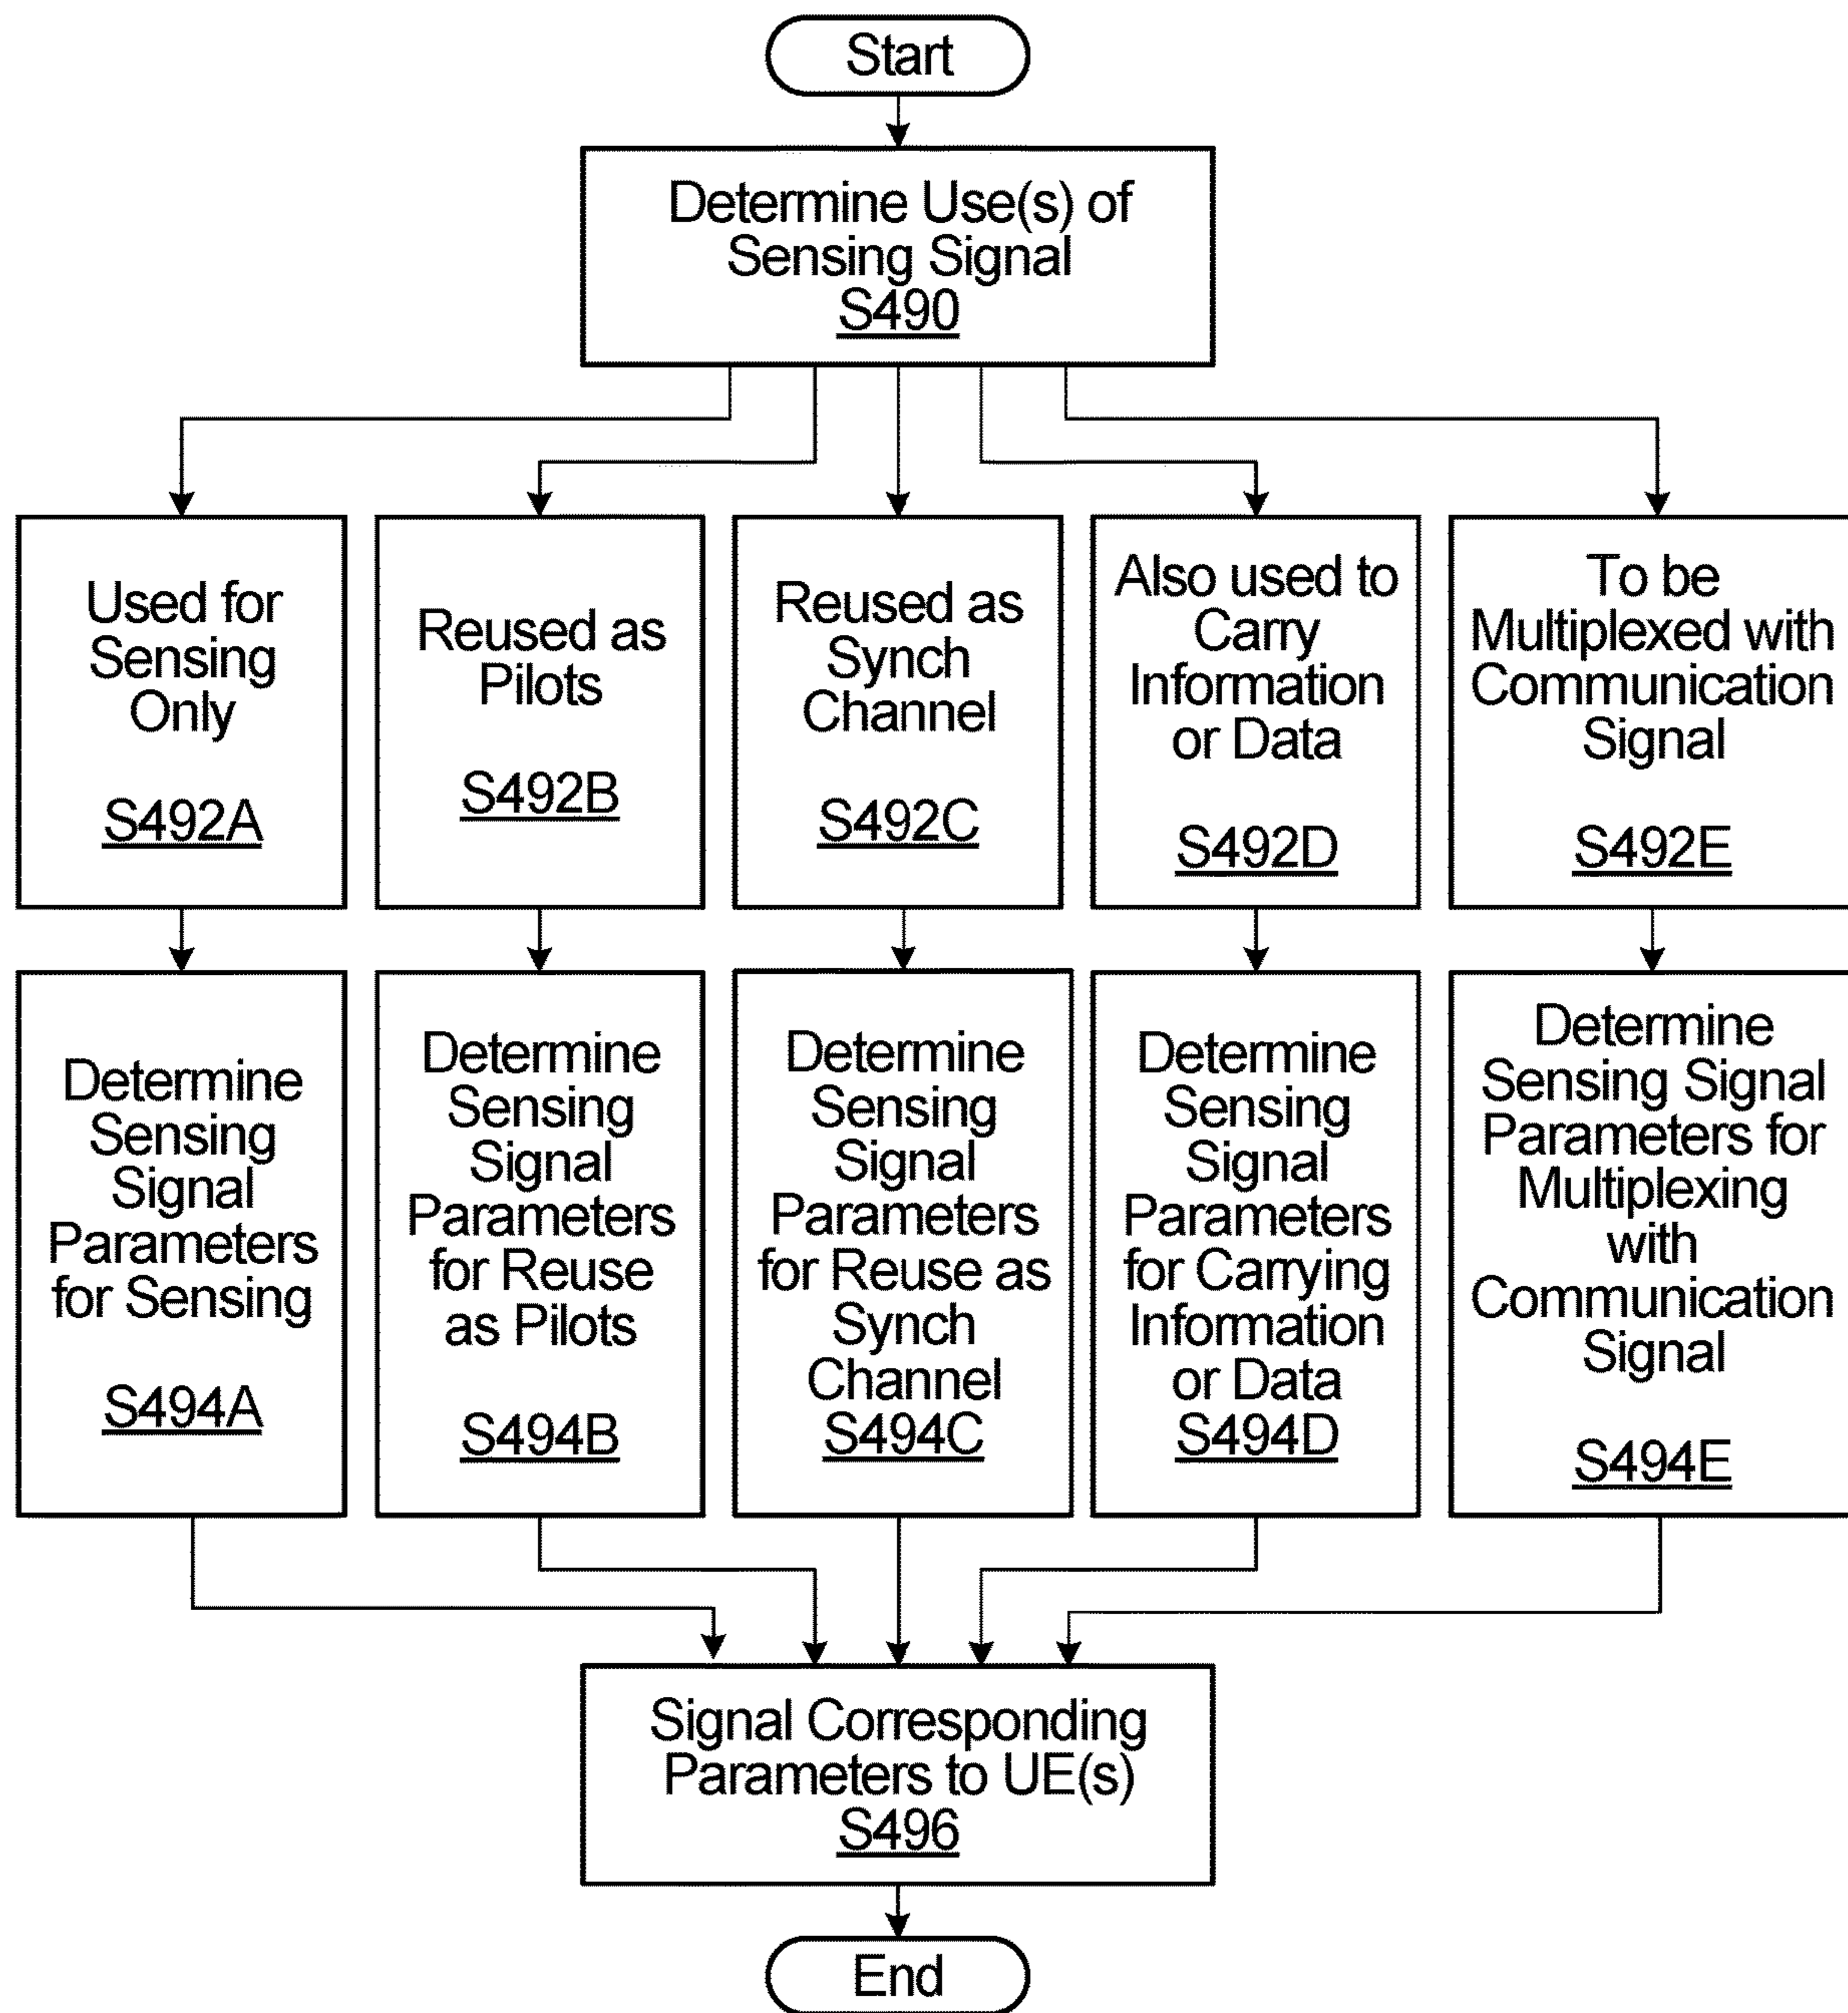 Start
Determine Use(s) of
Sensing Signal
S490
Used for
Sensing
Only
S492A
Reused as
Pilots
S492B
Reused as
Synch
Channel
S492C
Also used to
Carry
Information
or Data
S492D
To be
Multiplexed with
Communication
Signal
S492E
Determine
Sensing
Signal
Parameters
for Sensing
S494A
Determine
Sensing
Signal
Parameters
for Reuse
as Pilots
S494B
Determine
Sensing
Signal
Parameters
for Reuse as
Synch
Channel
S494C
Determine
Sensing
Signal
Parameters
for Carrying
Information
or Data
S494D
Determine
Sensing Signal
Parameters for
Multiplexing
with
Communication
Signal
S494E
Signal Corresponding
Parameters to UE(s)
S496
End